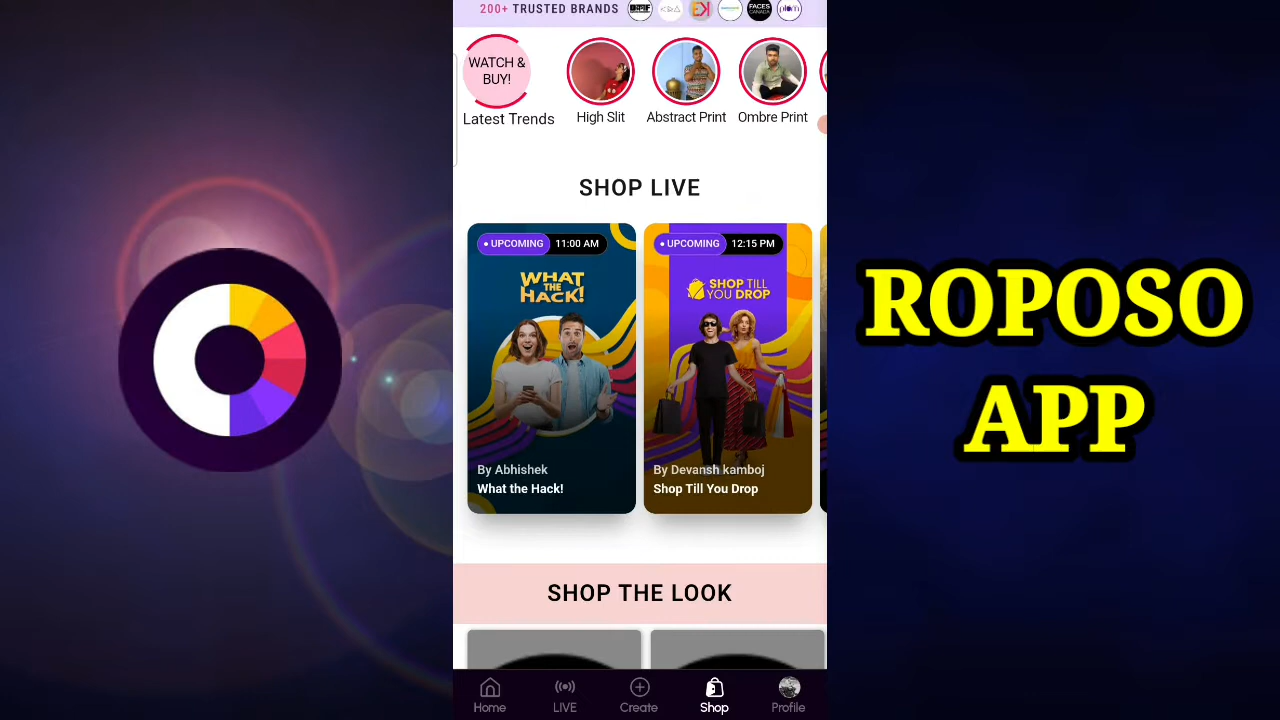 200+ TRUSTED BRANDS
FACES CANADA
plum
WATCH & BUY!
Latest Trends
High Slit
Abstract Print
Ombre Print
SHOP LIVE
UPCOMING 11:00 AM
WHAT
THE
HACK!
By Abhishek
What the Hack!
UPCOMING 12:15 PM
SHOP TILL
YOU DROP
By Devansh kamboj
Shop Till You Drop
SHOP THE LOOK
Home
LIVE
Create
Shop
Profile
ROPOSO
APP